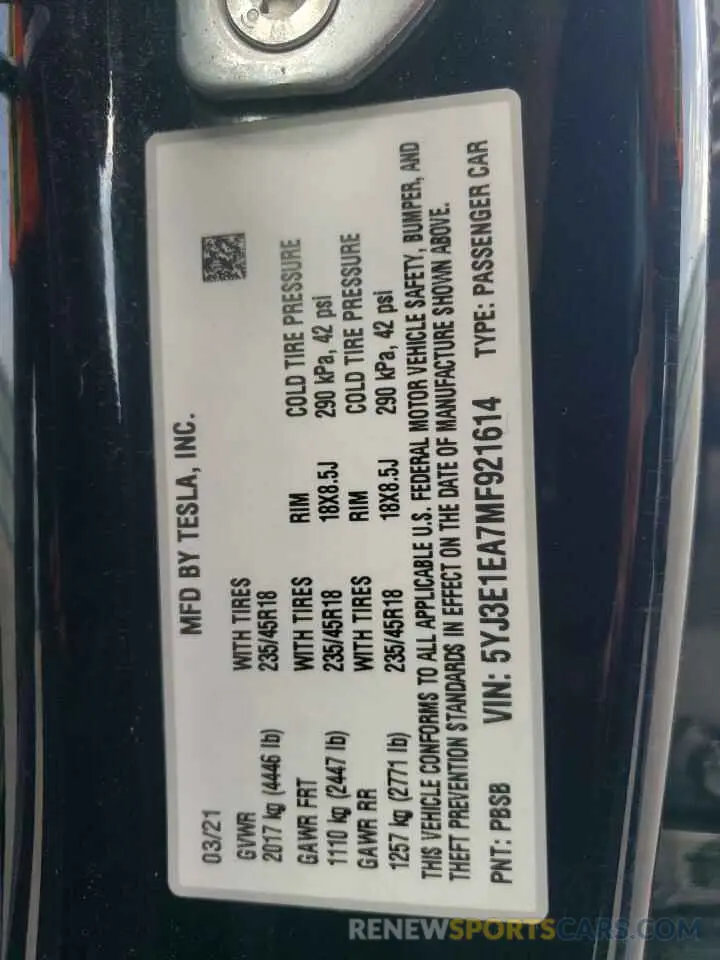 MFD BY TESLA, INC.
03/21
GVWR WITH TIRES
2017 kg (4446 lb) 235/45R18
GAWR FRT WITH TIRES RIM COLD TIRE PRESSURE
1110 kg (2447 lb) 235/45R18 18X8.5J 290 kPa, 42 psi
GAWR RR WITH TIRES RIM COLD TIRE PRESSURE
1257 kg (2771 lb) 235/45R18 18X8.5J 290 kPa, 42 psi
THIS VEHICLE CONFORMS TO ALL APPLICABLE U.S. FEDERAL MOTOR VEHICLE SAFETY, BUMPER, AND
THEFT PREVENTION STANDARDS IN EFFECT ON THE DATE OF MANUFACTURE SHOWN ABOVE.
PNT: PBSB VIN: 5YJ3E1EA7MF921614 TYPE: PASSENGER CAR
RENEWSPORTSCARS.COM